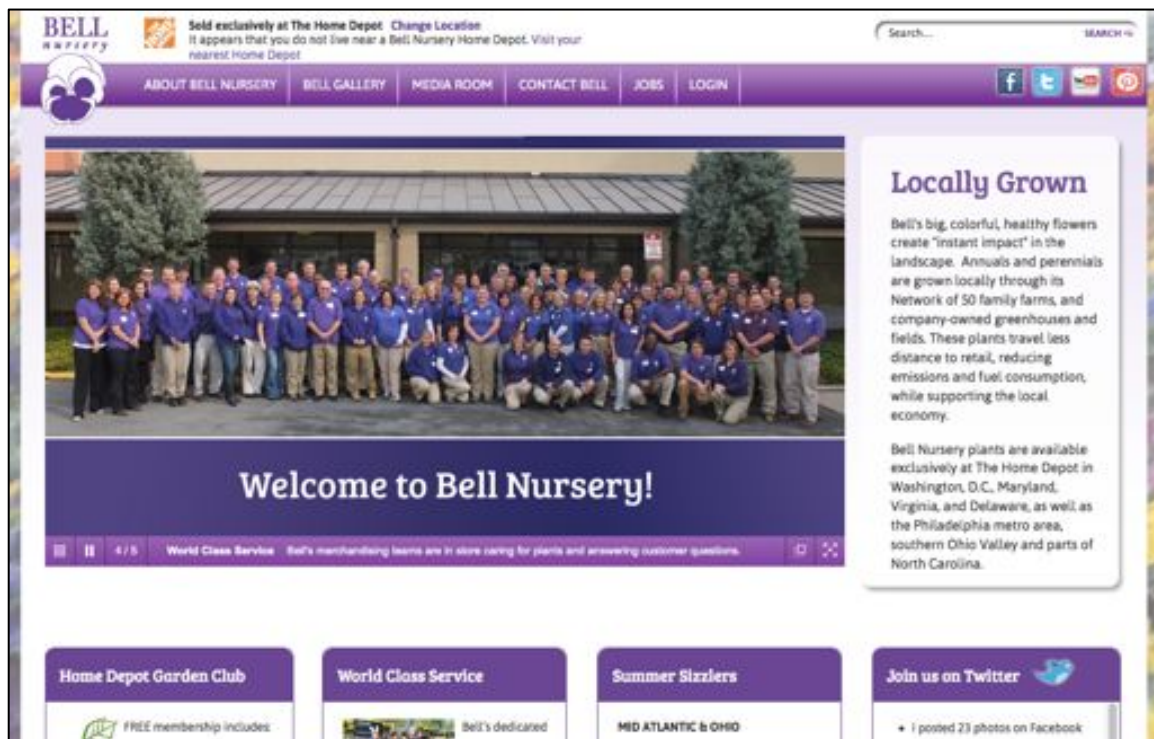 BELL
nursery
Sold exclusively at The Home Depot Change Location
It appears that you do not live near a Bell Nursery Home Depot. Visit your
nearest Home Depot
Search...
SEARCH
ABOUT BELL NURSERY
BELL GALLERY
MEDIA ROOM
CONTACT BELL
JOBS
LOGIN
Locally Grown
Bell's big, colorful, healthy flowers
create "instant impact" in the
landscape. Annuals and perennials
are grown locally through its
Network of 50 family farms, and
company-owned greenhouses and
fields. These plants travel less
distance to retail, reducing
emissions and fuel consumption,
while supporting the local
economy.
Bell Nursery plants are available
exclusively at The Home Depot in
Washington, D.C., Maryland,
Virginia, and Delaware, as well as
the Philadelphia metro area,
southern Ohio Valley and parts of
North Carolina.
Welcome to Bell Nursery!
4/5 World Class Service Bell's merchandising teams are in store caring for plants and answering customer questions.
Home Depot Garden Club
FREE membership includes
World Class Service
Bell's dedicated
Summer Sizzlers
MID ATLANTIC & OHIO
Join us on Twitter
I posted 23 photos on Facebook